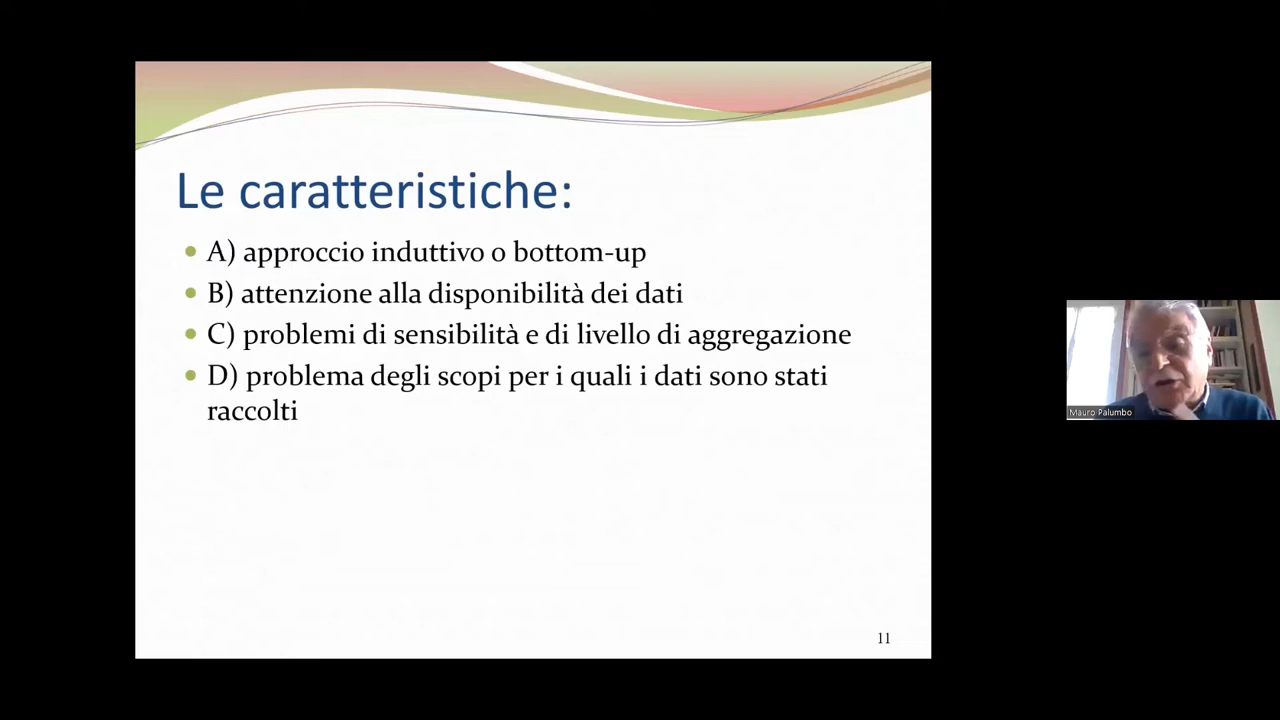 Le caratteristiche:
A) approccio induttivo o bottom-up
B) attenzione alla disponibilità dei dati
C) problemi di sensibilità e di livello di aggregazione
D) problema degli scopi per i quali i dati sono stati
raccolti
11
Mauro Palumbo